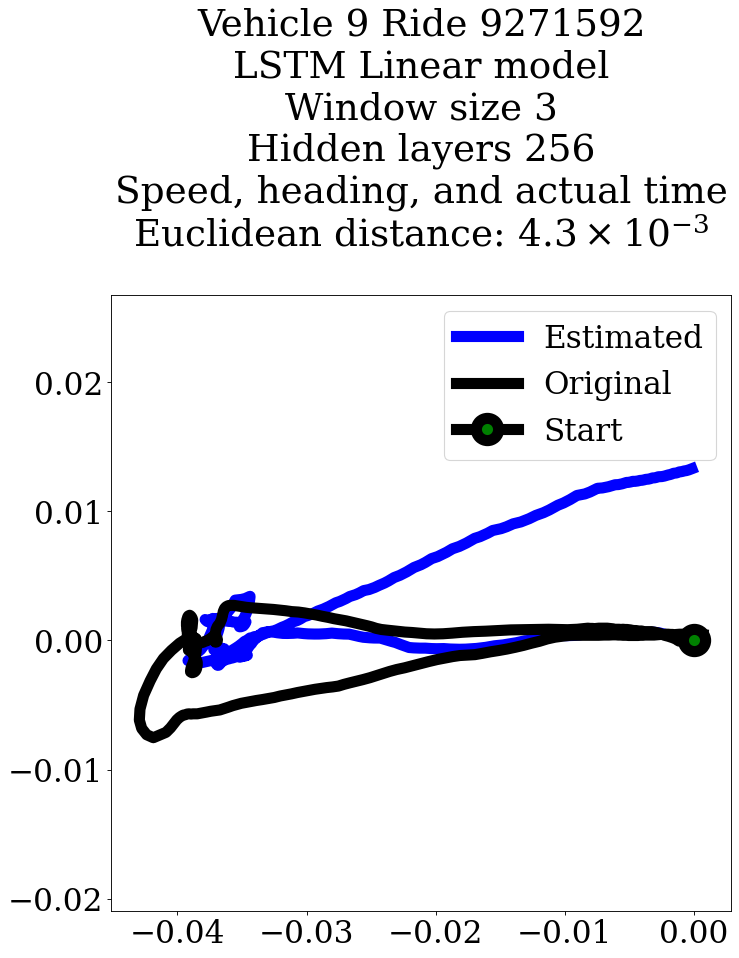 Vehicle 9 Ride 9271592
LSTM Linear model
Window size 3
Hidden layers 256
Speed, heading, and actual time
Euclidean distance: 4.3 × 10⁻³
Estimated
Original
Start
0.02
0.01
0.00
−0.01
−0.02
−0.04 −0.03 −0.02 −0.01 0.00